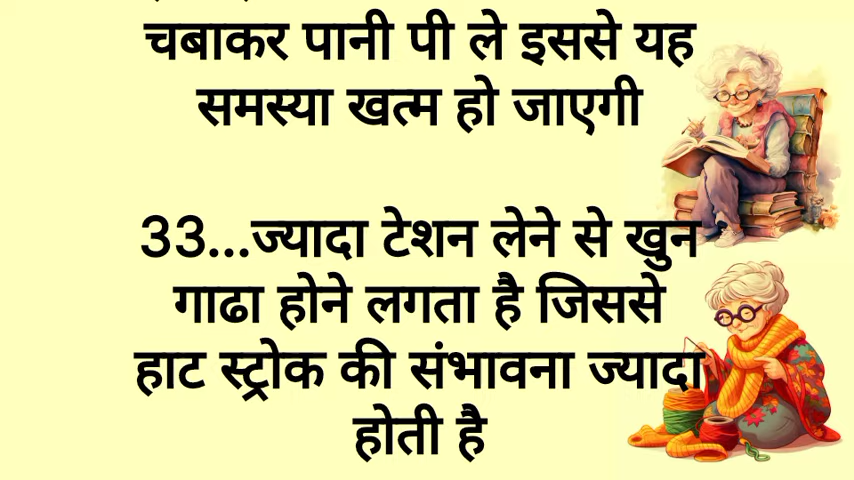 चबाकर पानी पी ले इससे यह
समस्या खत्म हो जाएगी
33...ज्यादा टेशन लेने से खुन
गाढा होने लगता है जिससे
हाट स्ट्रोक की संभावना ज्यादा
होती है